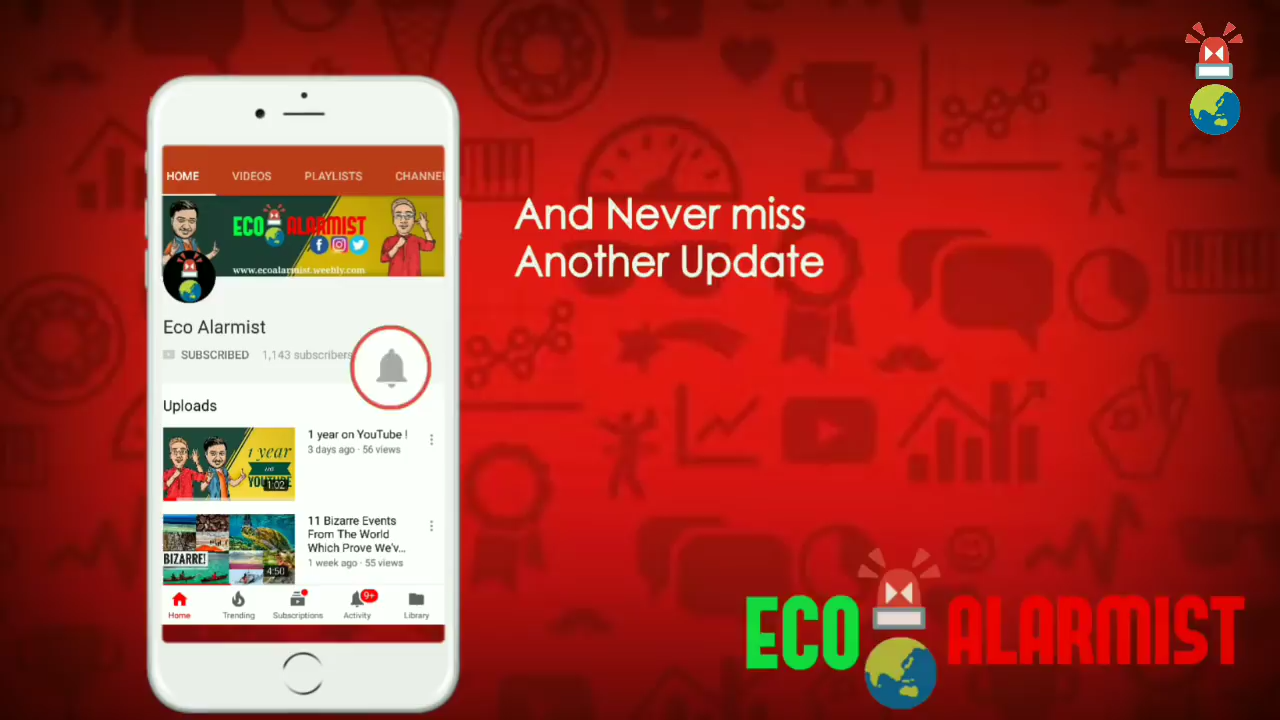 HOME VIDEOS PLAYLISTS CHANNE
ECO ALARMIST
www.ecoalarmist.weebly.com
Eco Alarmist
SUBSCRIBED 1,143 subscribers
Uploads
1 year
on
YOUTUBE
1:02
1 year on YouTube !
3 days ago · 56 views
BIZARRE!
4:50
11 Bizarre Events
From The World
Which Prove We'v...
1 week ago · 55 views
9+
Home Trending Subscriptions Activity Library
And Never miss
Another Update
ECO ALARMIST